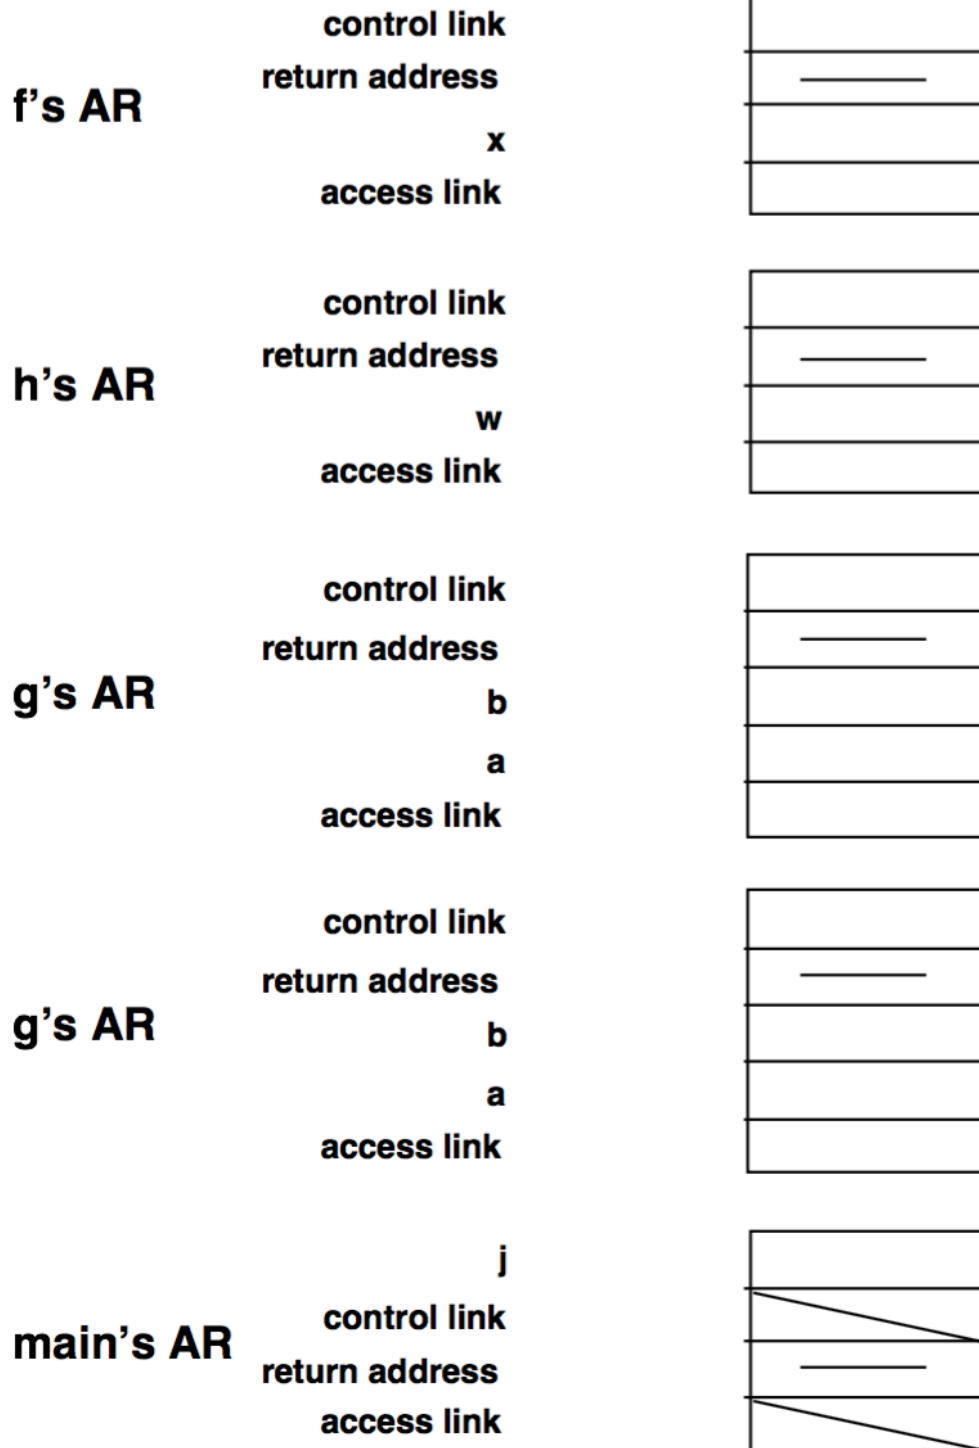 control link
return address
f’s AR
x
access link
control link
return address
h’s AR
w
access link
control link
return address
g’s AR
b
a
access link
control link
return address
g’s AR
b
a
access link
j
control link
main’s AR
return address
access link